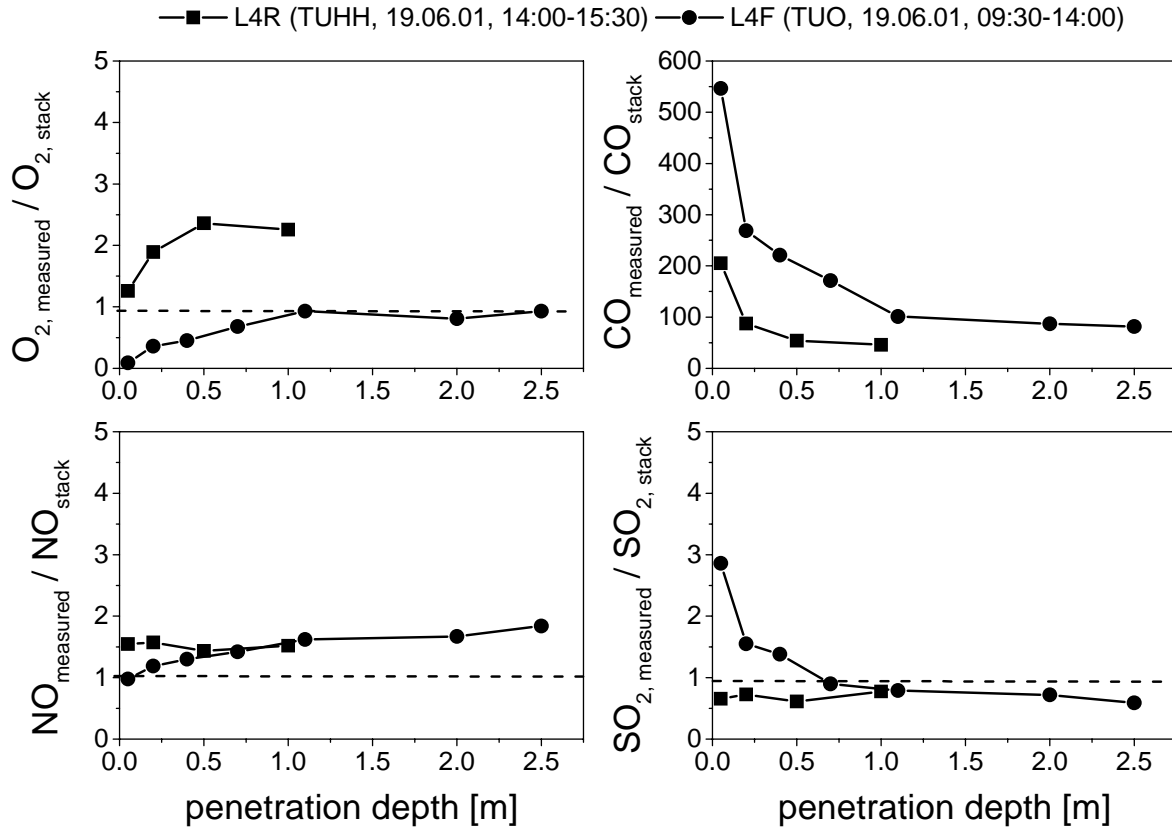 L4R (TUHH, 19.06.01, 14:00-15:30) L4F (TUO, 19.06.01, 09:30-14:00)
O2, measured / O2, stack
5
4
3
2
1
0
0.0 0.5 1.0 1.5 2.0 2.5
COmeasured / COstack
600
500
400
300
200
100
0
0.0 0.5 1.0 1.5 2.0 2.5
NOmeasured / NOstack
5
4
3
2
1
0
0.0 0.5 1.0 1.5 2.0 2.5
penetration depth [m]
SO2, measured / SO2, stack
5
4
3
2
1
0
0.0 0.5 1.0 1.5 2.0 2.5
penetration depth [m]